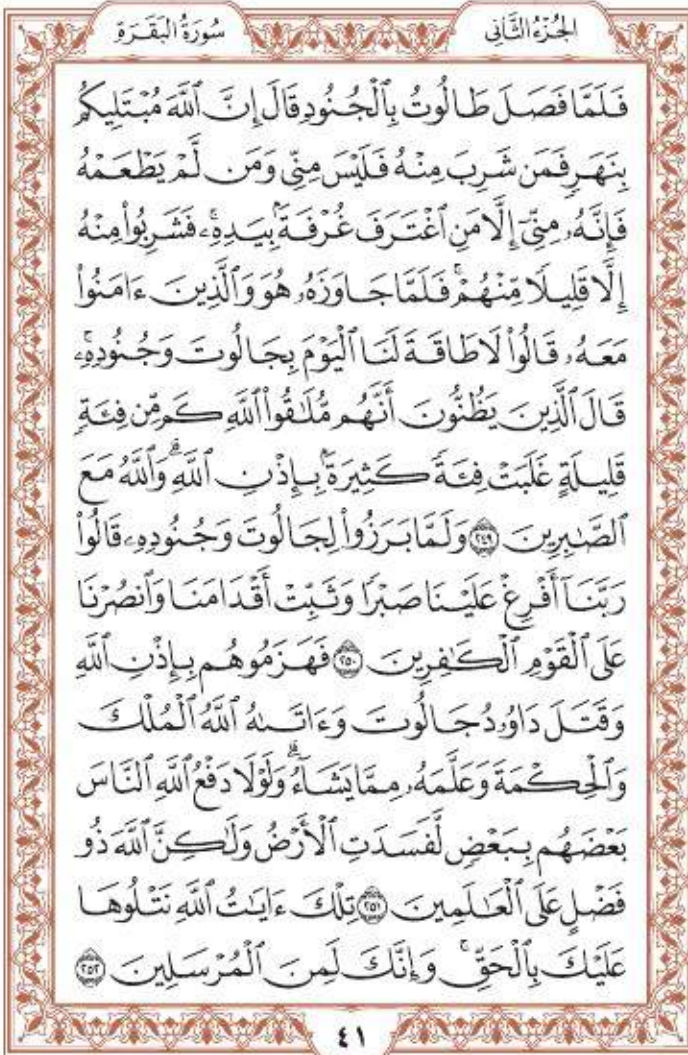 الجُزْءُ الثَّانِي
سُورَةُ البَقَرَةِ
فَلَمَّا فَصَلَ طَالُوتُ بِٱلْجُنُودِ قَالَ إِنَّ ٱللَّهَ مُبْتَلِيكُم
بِنَهَرٍ فَمَن شَرِبَ مِنْهُ فَلَيْسَ مِنِّى وَمَن لَّمْ يَطْعَمْهُ
فَإِنَّهُۥ مِنِّىٓ إِلَّا مَنِ ٱغْتَرَفَ غُرْفَةَۢ بِيَدِهِۦۚ فَشَرِبُوا۟ مِنْهُ
إِلَّا قَلِيلًا مِّنْهُمْۚ فَلَمَّا جَاوَزَهُۥ هُوَ وَٱلَّذِينَ ءَامَنُوا۟
مَعَهُۥ قَالُوا۟ لَا طَاقَةَ لَنَا ٱلْيَوْمَ بِجَالُوتَ وَجُنُودِهِۦۚ
قَالَ ٱلَّذِينَ يَظُنُّونَ أَنَّهُم مُّلَٰقُوا۟ ٱللَّهِ كَم مِّن فِئَةٍ
قَلِيلَةٍ غَلَبَتْ فِئَةً كَثِيرَةَۢ بِإِذْنِ ٱللَّهِۗ وَٱللَّهُ مَعَ
ٱلصَّٰبِرِينَ ٢٤٩ وَلَمَّا بَرَزُوا۟ لِجَالُوتَ وَجُنُودِهِۦ قَالُوا۟
رَبَّنَآ أَفْرِغْ عَلَيْنَا صَبْرًا وَثَبِّتْ أَقْدَامَنَا وَٱنصُرْنَا
عَلَى ٱلْقَوْمِ ٱلْكَٰفِرِينَ ٢٥٠ فَهَزَمُوهُم بِإِذْنِ ٱللَّهِ
وَقَتَلَ دَاوُۥدُ جَالُوتَ وَءَاتَىٰهُ ٱللَّهُ ٱلْمُلْكَ
وَٱلْحِكْمَةَ وَعَلَّمَهُۥ مِمَّا يَشَآءُۗ وَلَوْلَا دَفْعُ ٱللَّهِ ٱلنَّاسَ
بَعْضَهُم بِبَعْضٍ لَّفَسَدَتِ ٱلْأَرْضُ وَلَٰكِنَّ ٱللَّهَ ذُو
فَضْلٍ عَلَى ٱلْعَٰلَمِينَ ٢٥١ تِلْكَ ءَايَٰتُ ٱللَّهِ نَتْلُوهَا
عَلَيْكَ بِٱلْحَقِّۚ وَإِنَّكَ لَمِنَ ٱلْمُرْسَلِينَ ٢٥٢
٤١